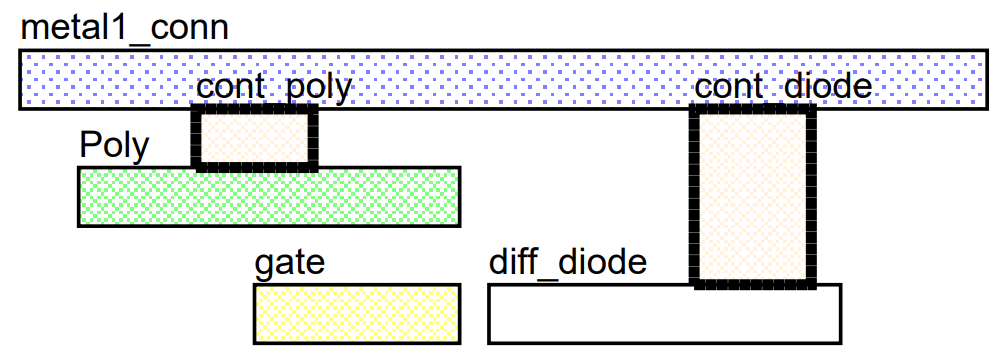 metal1_conn
cont_poly
cont_diode
Poly
gate
diff_diode